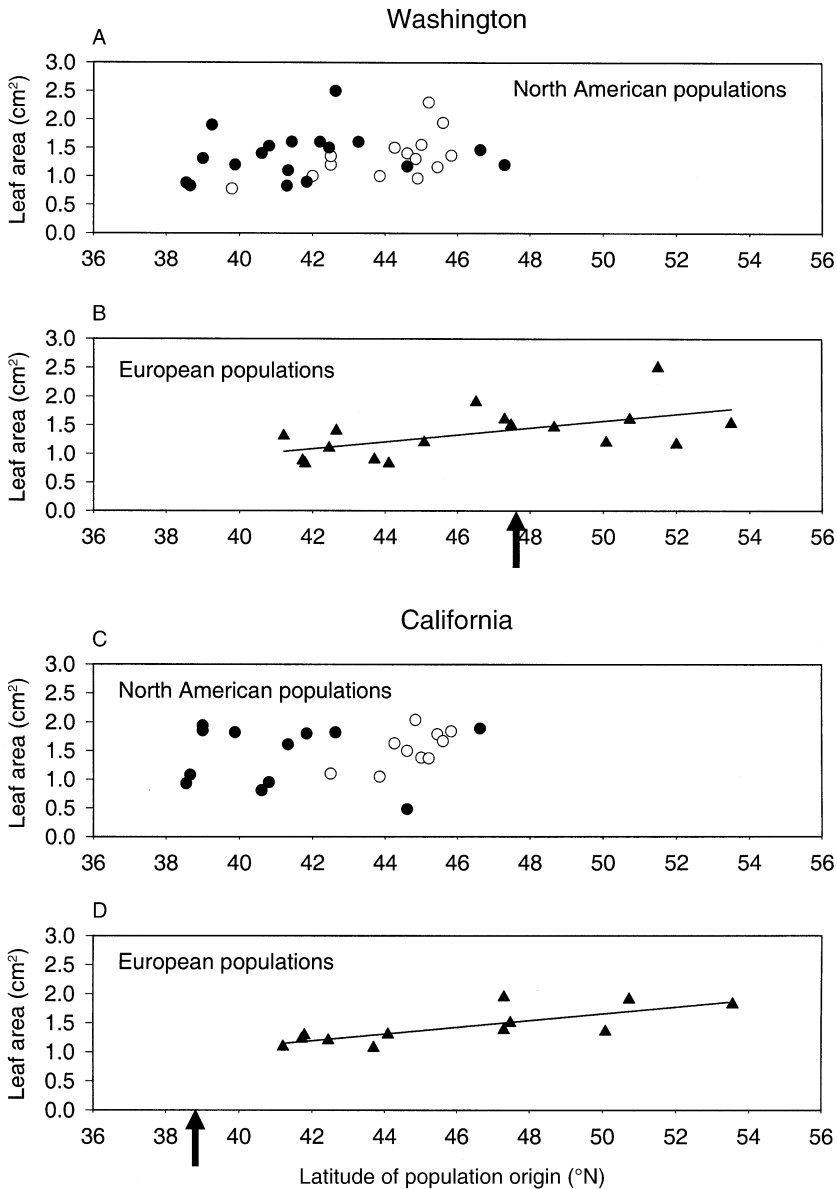 Washington
A
Leaf area (cm²)
3.0
2.5
2.0
1.5
1.0
0.5
0.0
North American populations
36 38 40 42 44 46 48 50 52 54 56
B
Leaf area (cm²)
3.0
2.5
2.0
1.5
1.0
0.5
0.0
European populations
36 38 40 42 44 46 48 50 52 54 56
California
C
Leaf area (cm²)
3.0
2.5
2.0
1.5
1.0
0.5
0.0
North American populations
36 38 40 42 44 46 48 50 52 54 56
D
Leaf area (cm²)
3.0
2.5
2.0
1.5
1.0
0.5
0.0
European populations
36 38 40 42 44 46 48 50 52 54 56
Latitude of population origin (°N)